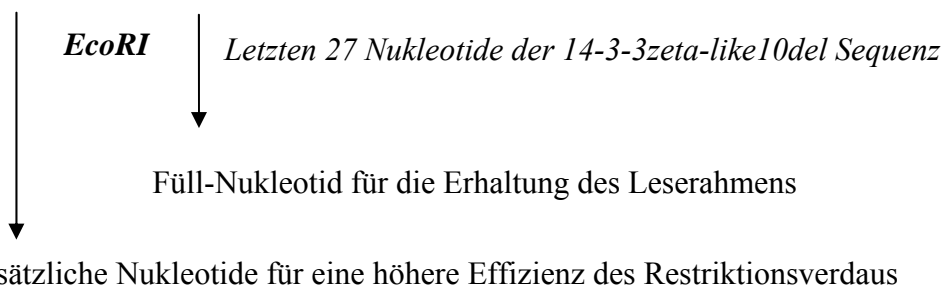 EcoRI Letzten 27 Nukleotide der 14-3-3zeta-like10del Sequenz
Füll-Nukleotid für die Erhaltung des Leserahmens
sätzliche Nukleotide für eine höhere Effizienz des Restriktionsverdaus